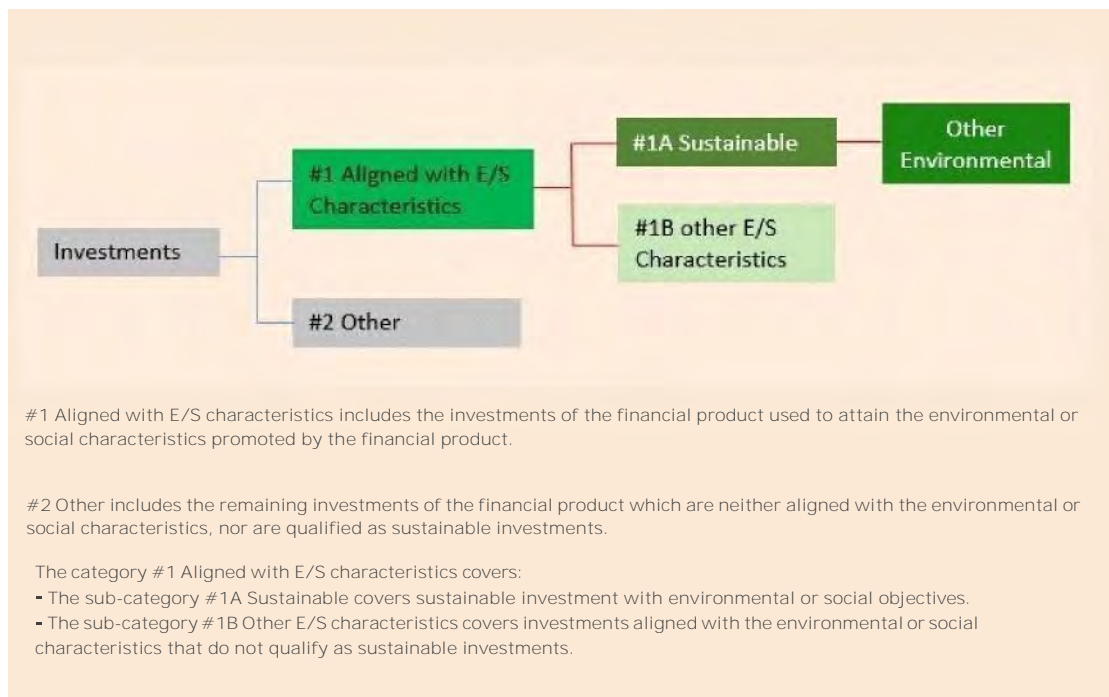 Other
Environmental
#1A Sustainable
#1 Aligned with E/S
Characteristics
#1B other E/S
Characteristics
Investments
#2 Other
#1 Aligned with E/S characteristics includes the investments of the financial product used to attain the environmental or
social characteristics promoted by the financial product.
#2 Other includes the remaining investments of the financial product which are neither aligned with the environmental or
social characteristics, nor are qualified as sustainable investments.
The category #1 Aligned with E/S characteristics covers:
- The sub-category #1A Sustainable covers sustainable investment with environmental or social objectives.
- The sub-category #1B Other E/S characteristics covers investments aligned with the environmental or social
characteristics that do not qualify as sustainable investments.